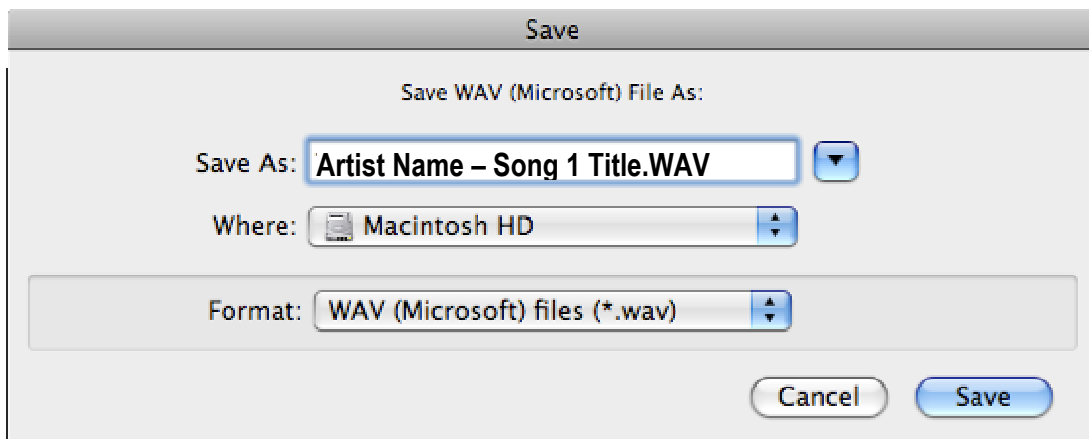 Save
Save WAV (Microsoft) File As:
Save As: Artist Name – Song 1 Title.WAV
Where: Macintosh HD
Format: WAV (Microsoft) files (*.wav)
Cancel Save